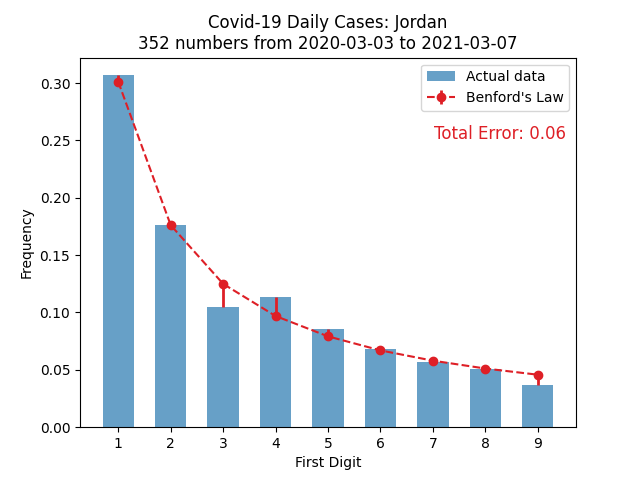 Covid-19 Daily Cases: Jordan
352 numbers from 2020-03-03 to 2021-03-07
Actual data
Benford's Law
Total Error: 0.06
0.30
0.25
0.20
0.15
0.10
0.05
0.00
Frequency
1 2 3 4 5 6 7 8 9
First Digit